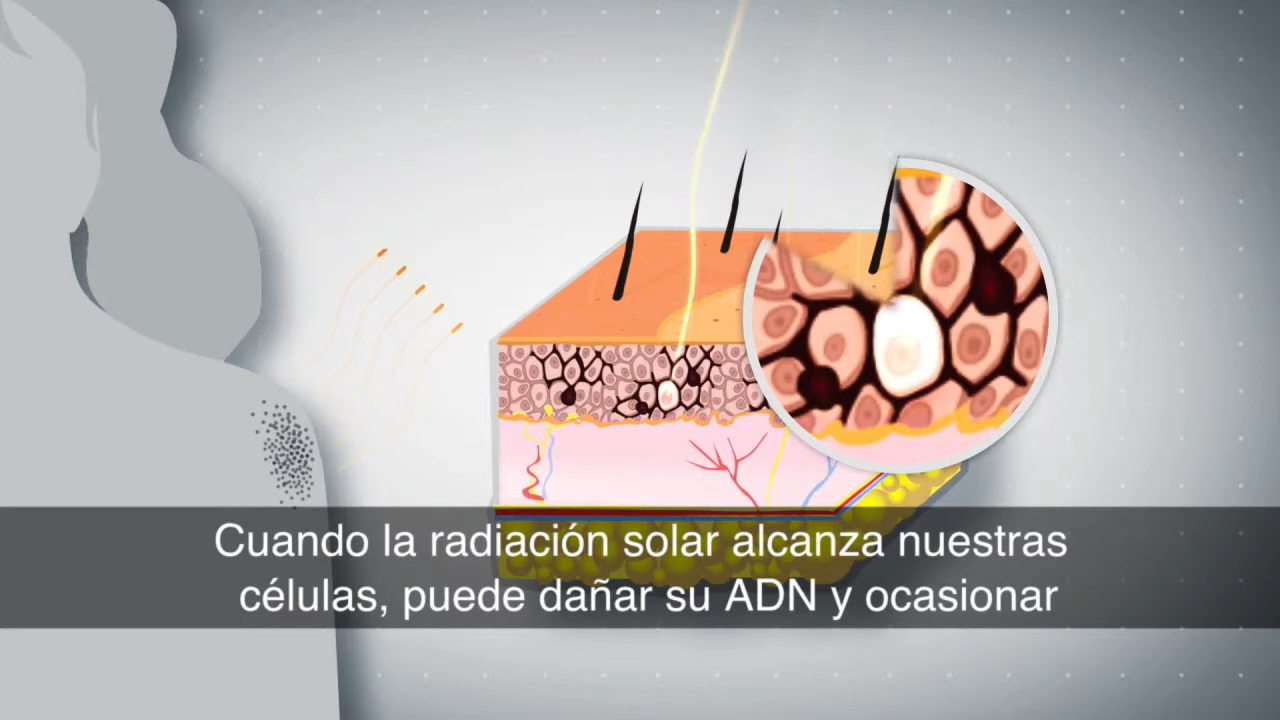 Cuando la radiación solar alcanza nuestras
células, puede dañar su ADN y ocasionar